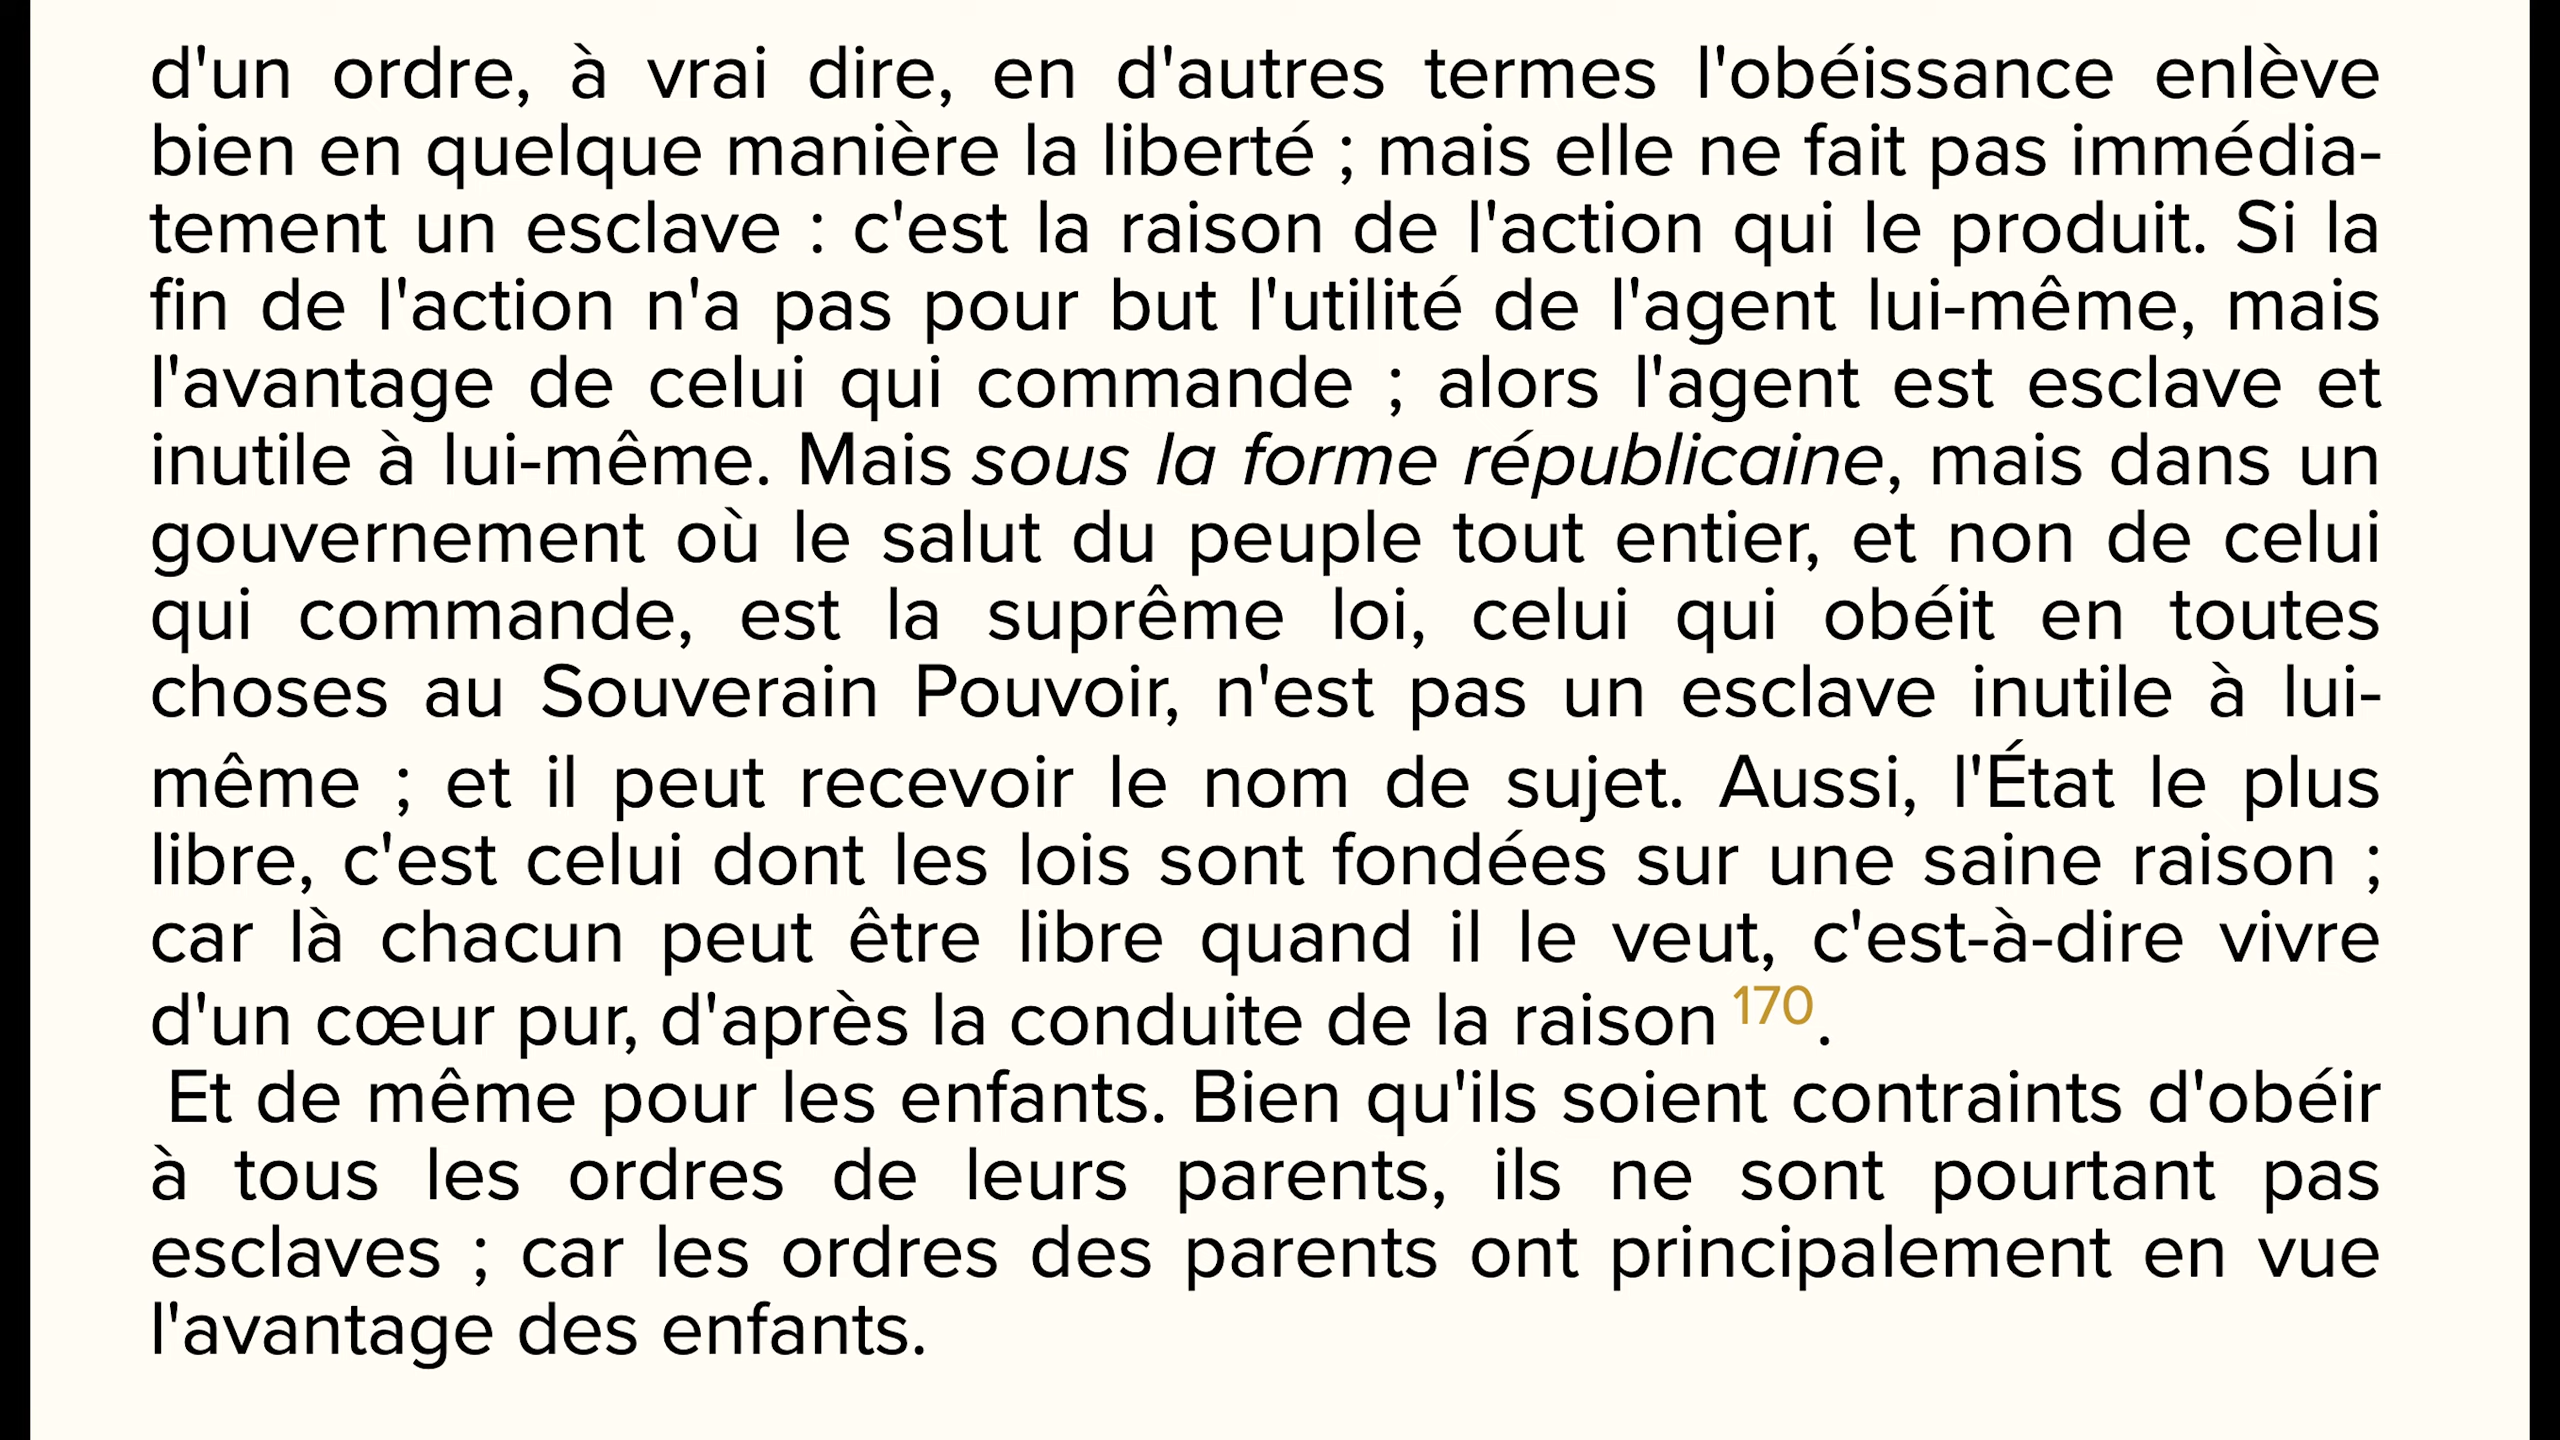 d'un ordre, à vrai dire, en d'autres termes l'obéissance enlève
bien en quelque manière la liberté ; mais elle ne fait pas immédia-
tement un esclave : c'est la raison de l'action qui le produit. Si la
fin de l'action n'a pas pour but l'utilité de l'agent lui-même, mais
l'avantage de celui qui commande ; alors l'agent est esclave et
inutile à lui-même. Mais sous la forme républicaine, mais dans un
gouvernement où le salut du peuple tout entier, et non de celui
qui commande, est la suprême loi, celui qui obéit en toutes
choses au Souverain Pouvoir, n'est pas un esclave inutile à lui-
même ; et il peut recevoir le nom de sujet. Aussi, l'État le plus
libre, c'est celui dont les lois sont fondées sur une saine raison ;
car là chacun peut être libre quand il le veut, c'est-à-dire vivre
d'un cœur pur, d'après la conduite de la raison 170.
Et de même pour les enfants. Bien qu'ils soient contraints d'obéir
à tous les ordres de leurs parents, ils ne sont pourtant pas
esclaves ; car les ordres des parents ont principalement en vue
l'avantage des enfants.